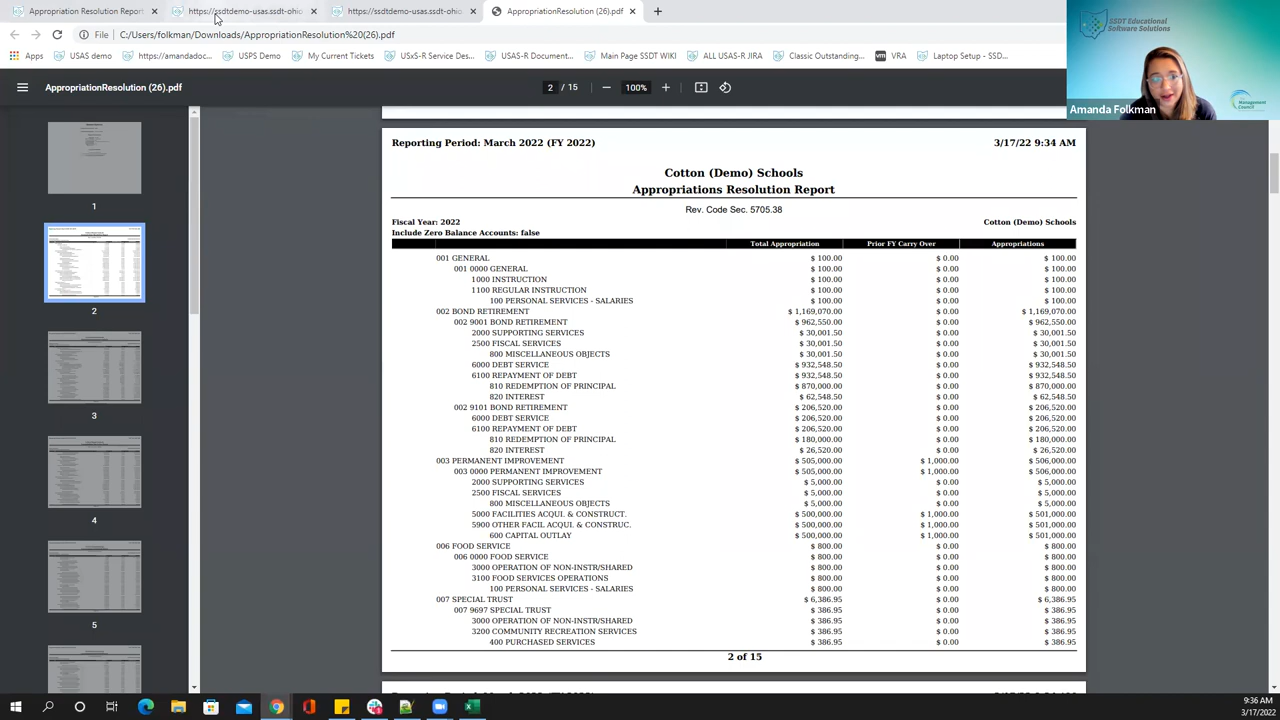 Appropriation Resolution Report
https://ssdtdemo-usas.ssdt-ohio
https://ssdtdemo-usas.ssdt-ohio
ApportionResolution (26).pdf
File
C:/Users/folkman/Downloads/AppropriationResolution%20(26).pdf
Apps
USAS demo
https://amandadoc...
USPS Demo
My Current Tickets
USxS-R Service Des...
USAS-R Document...
Main Page SSDT WIKI
ALL USAS-R JIRA
Classic Outstanding...
vm VRA
Laptop Setup - SSD...
SSDT Educational
Software Solutions
Management
Council
Amanda Folkman
AppropriationResolution (26).pdf
2 / 15
100%
1
2
3
4
5
Reporting Period: March 2022 (FY 2022)
3/17/22 9:34 AM
Cotton (Demo) Schools
Appropriations Resolution Report
Rev. Code Sec. 5705.38
Fiscal Year: 2022
Cotton (Demo) Schools
Include Zero Balance Accounts: false
Total Appropriation Prior FY Carry Over Appropriations
001 GENERAL $ 100.00 $ 0.00 $ 100.00
001 0000 GENERAL $ 100.00 $ 0.00 $ 100.00
1000 INSTRUCTION $ 100.00 $ 0.00 $ 100.00
1100 REGULAR INSTRUCTION $ 100.00 $ 0.00 $ 100.00
100 PERSONAL SERVICES - SALARIES $ 100.00 $ 0.00 $ 100.00
002 BOND RETIREMENT $ 1,169,070.00 $ 0.00 $ 1,169,070.00
002 9001 BOND RETIREMENT $ 962,550.00 $ 0.00 $ 962,550.00
2000 SUPPORTING SERVICES $ 30,001.50 $ 0.00 $ 30,001.50
2500 FISCAL SERVICES $ 30,001.50 $ 0.00 $ 30,001.50
800 MISCELLANEOUS OBJECTS $ 30,001.50 $ 0.00 $ 30,001.50
6000 DEBT SERVICE $ 932,548.50 $ 0.00 $ 932,548.50
6100 REPAYMENT OF DEBT $ 932,548.50 $ 0.00 $ 932,548.50
810 REDEMPTION OF PRINCIPAL $ 870,000.00 $ 0.00 $ 870,000.00
820 INTEREST $ 62,548.50 $ 0.00 $ 62,548.50
002 9101 BOND RETIREMENT $ 206,520.00 $ 0.00 $ 206,520.00
6000 DEBT SERVICE $ 206,520.00 $ 0.00 $ 206,520.00
6100 REPAYMENT OF DEBT $ 206,520.00 $ 0.00 $ 206,520.00
810 REDEMPTION OF PRINCIPAL $ 180,000.00 $ 0.00 $ 180,000.00
820 INTEREST $ 26,520.00 $ 0.00 $ 26,520.00
003 PERMANENT IMPROVEMENT $ 505,000.00 $ 1,000.00 $ 506,000.00
003 0000 PERMANENT IMPROVEMENT $ 505,000.00 $ 1,000.00 $ 506,000.00
2000 SUPPORTING SERVICES $ 5,000.00 $ 0.00 $ 5,000.00
2500 FISCAL SERVICES $ 5,000.00 $ 0.00 $ 5,000.00
800 MISCELLANEOUS OBJECTS $ 5,000.00 $ 0.00 $ 5,000.00
5000 FACILITIES ACQUI. & CONSTRUCT. $ 500,000.00 $ 1,000.00 $ 501,000.00
5900 OTHER FACIL ACQUI. & CONSTRUC. $ 500,000.00 $ 1,000.00 $ 501,000.00
600 CAPITAL OUTLAY $ 500,000.00 $ 1,000.00 $ 501,000.00
006 FOOD SERVICE $ 800.00 $ 0.00 $ 800.00
006 0000 FOOD SERVICE $ 800.00 $ 0.00 $ 800.00
3000 OPERATION OF NON-INSTR/SHARED $ 800.00 $ 0.00 $ 800.00
3100 FOOD SERVICES OPERATIONS $ 800.00 $ 0.00 $ 800.00
100 PERSONAL SERVICES - SALARIES $ 800.00 $ 0.00 $ 800.00
007 SPECIAL TRUST $ 6,386.95 $ 0.00 $ 6,386.95
007 9697 SPECIAL TRUST $ 386.95 $ 0.00 $ 386.95
3000 OPERATION OF NON-INSTR/SHARED $ 386.95 $ 0.00 $ 386.95
3200 COMMUNITY RECREATION SERVICES $ 386.95 $ 0.00 $ 386.95
400 PURCHASED SERVICES $ 386.95 $ 0.00 $ 386.95
2 of 15
9:36 AM
3/17/2022